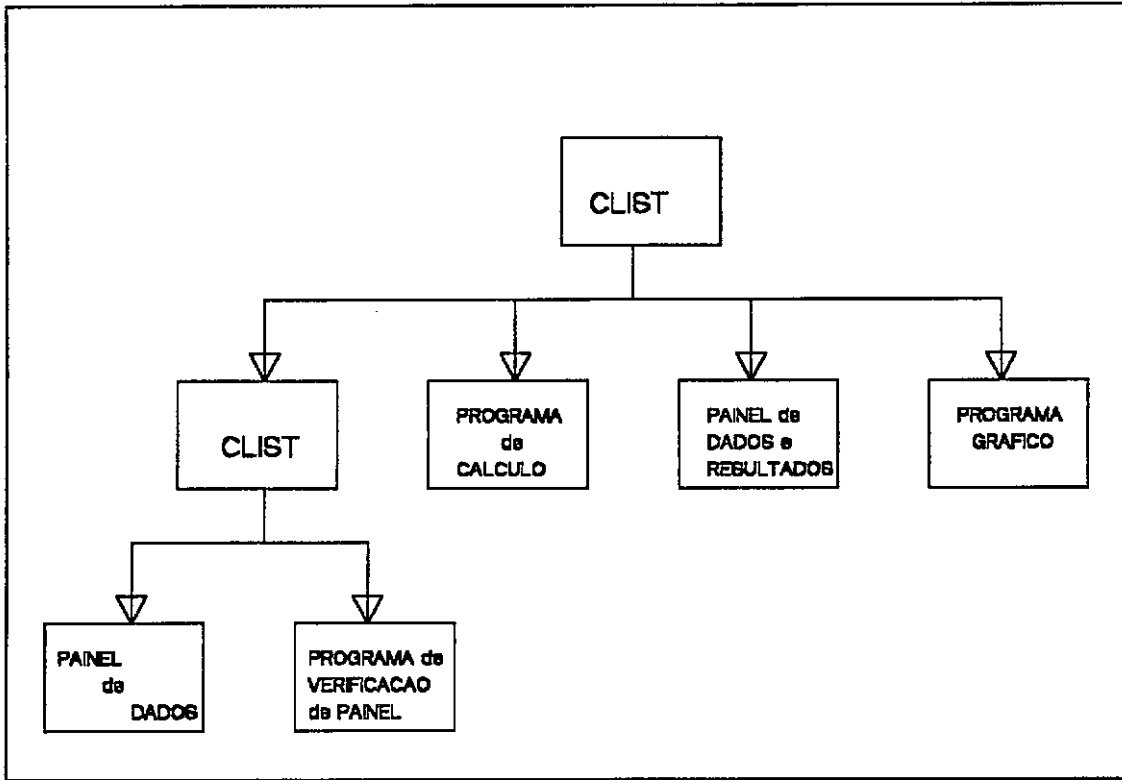 CLIST
CLIST
PROGRAMA
de
CALCULO
PAINEL de
DADOS e
RESULTADOS
PROGRAMA
GRAFICO
PAINEL
de
DADOS
PROGRAMA de
VERIFICACAO
de PAINEL